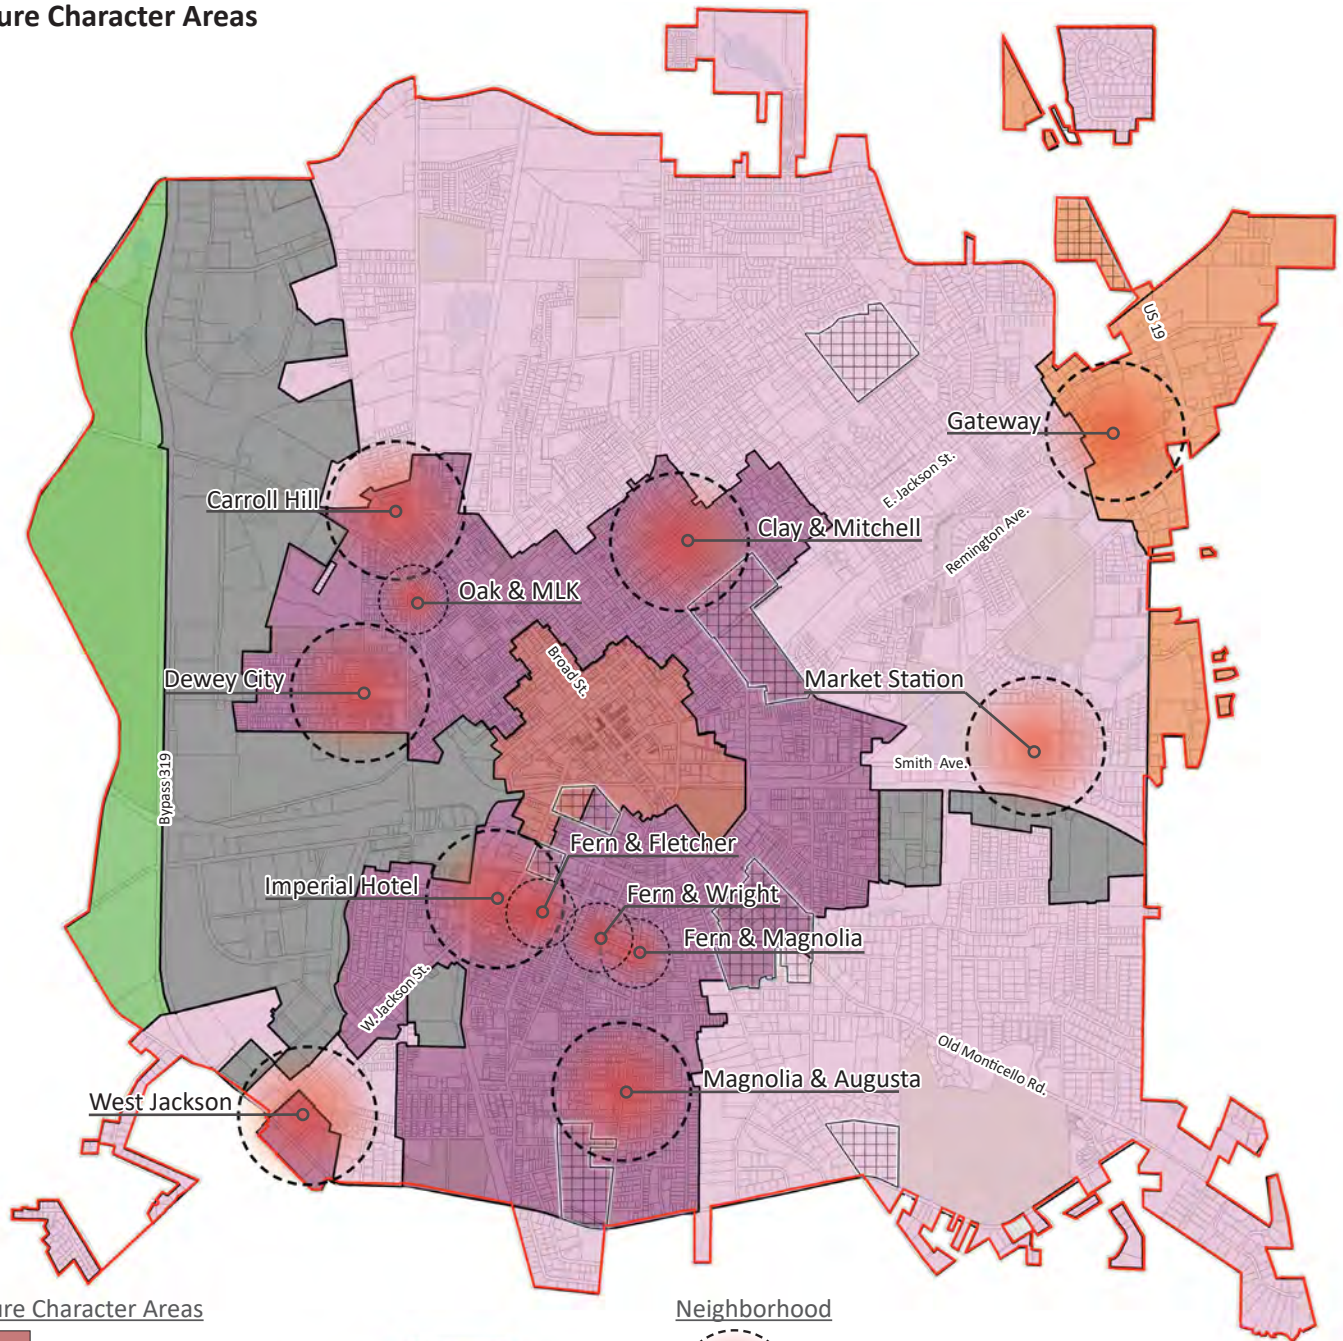 ure Character Areas
US 19
Gateway
E. Jackson St.
Carroll Hill
Clay & Mitchell
Remington Ave.
Oak & MLK
Broad St.
Dewey City
Market Station
Bypass 319
Smith Ave.
Fern & Fletcher
Imperial Hotel
Fern & Wright
Fern & Magnolia
W. Jackson St.
Old Monticello Rd.
Magnolia & Augusta
West Jackson
ure Character Areas
Neighborhood